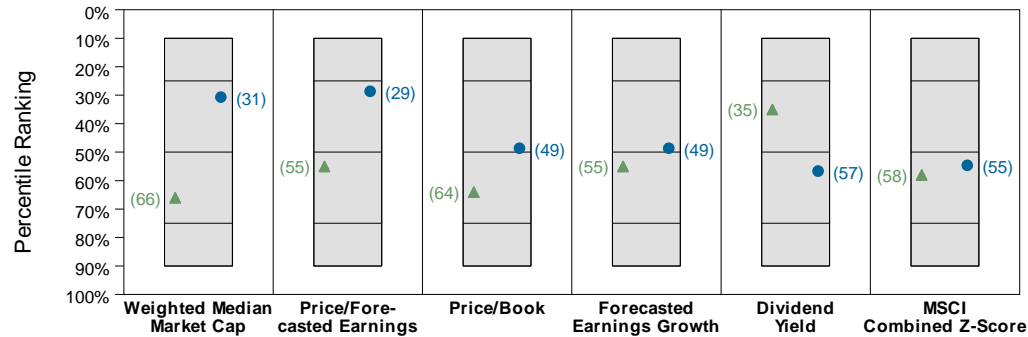 Percentile Ranking
0%
10%
20%
30%
40%
50%
60%
70%
80%
90%
100%
(66)
(31)
(55)
(29)
(64)
(49)
(55)
(49)
(35)
(57)
(58)
(55)
Weighted Median
Market Cap
Price/Fore-
casted Earnings
Price/Book
Forecasted
Earnings Growth
Dividend
Yield
MSCI
Combined Z-Score